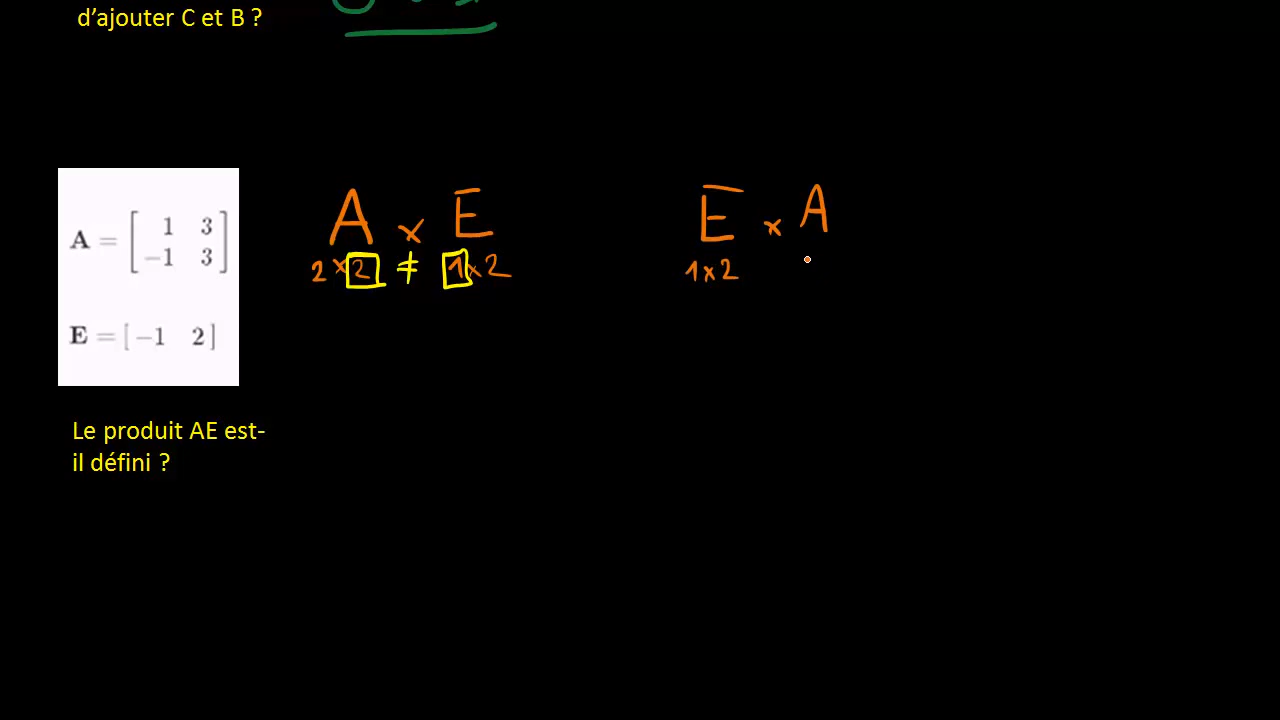 d’ajouter C et B ?
A × E
2×2 ≠ 1×2
E × A
1×2
A = [ 1 3
−1 3 ]
E = [ −1 2 ]
Le produit AE est-
il défini ?